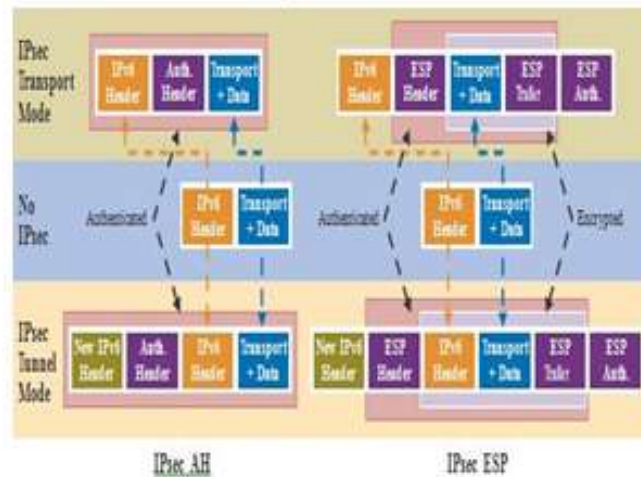 IPsec
Transport
Mode
IPv6
Header
Auth.
Header
Transport
+ Data
IPv6
Header
ESP
Header
Transport
+ Data
ESP
Trailer
ESP
Auth.
No
IPsec
Authenticated
IPv6
Header
Transport
+ Data
Authenticated
IPv6
Header
Transport
+ Data
Encrypted
IPsec
Tunnel
Mode
New IPv6
Header
Auth.
Header
IPv6
Header
Transport
+ Data
New IPv6
Header
ESP
Header
IPv6
Header
Transport
+ Data
ESP
Trailer
ESP
Auth.
IPsec AH
IPsec ESP